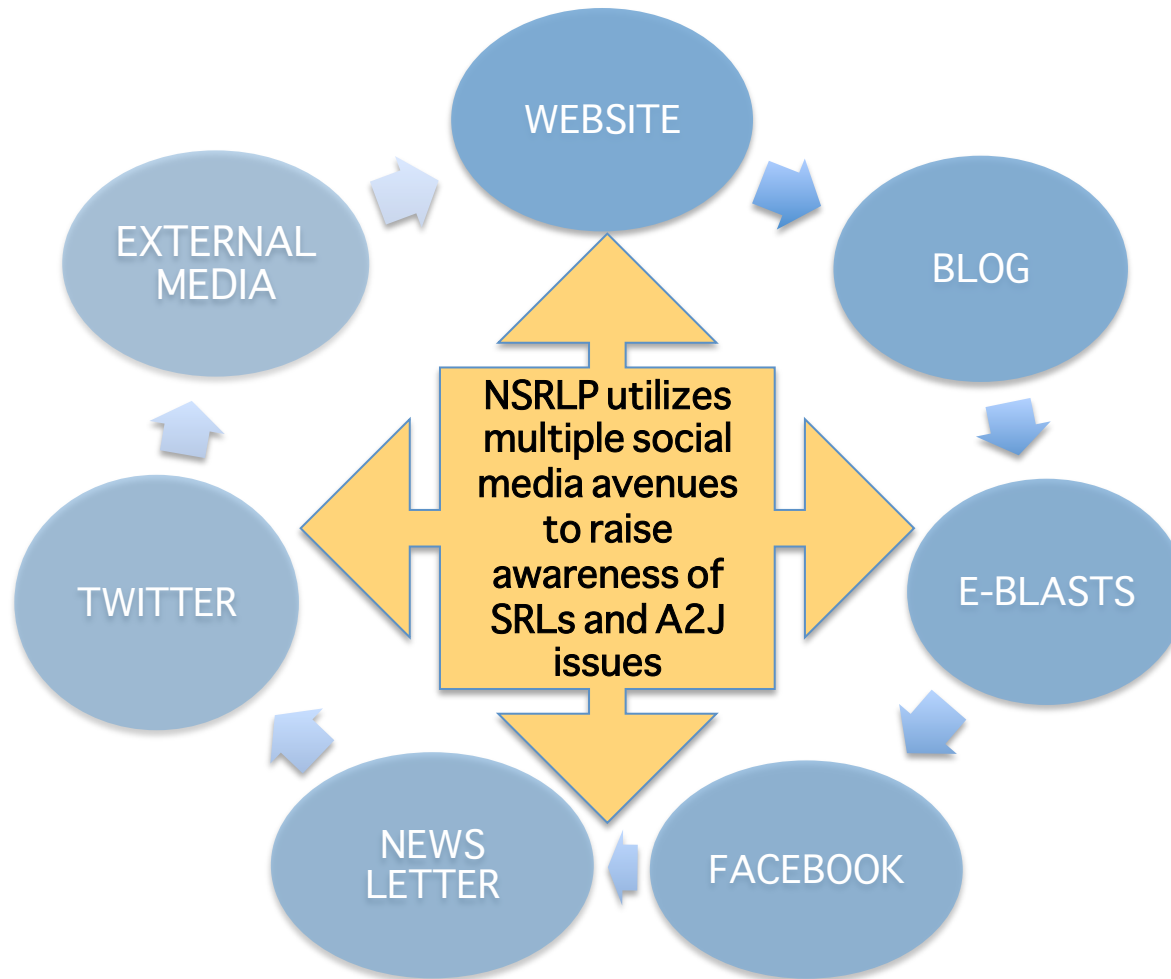 WEBSITE
BLOG
E-BLASTS
FACEBOOK
NEWS
LETTER
TWITTER
EXTERNAL
MEDIA
NSRLP utilizes
multiple social
media avenues
to raise
awareness of
SRLs and A2J
issues